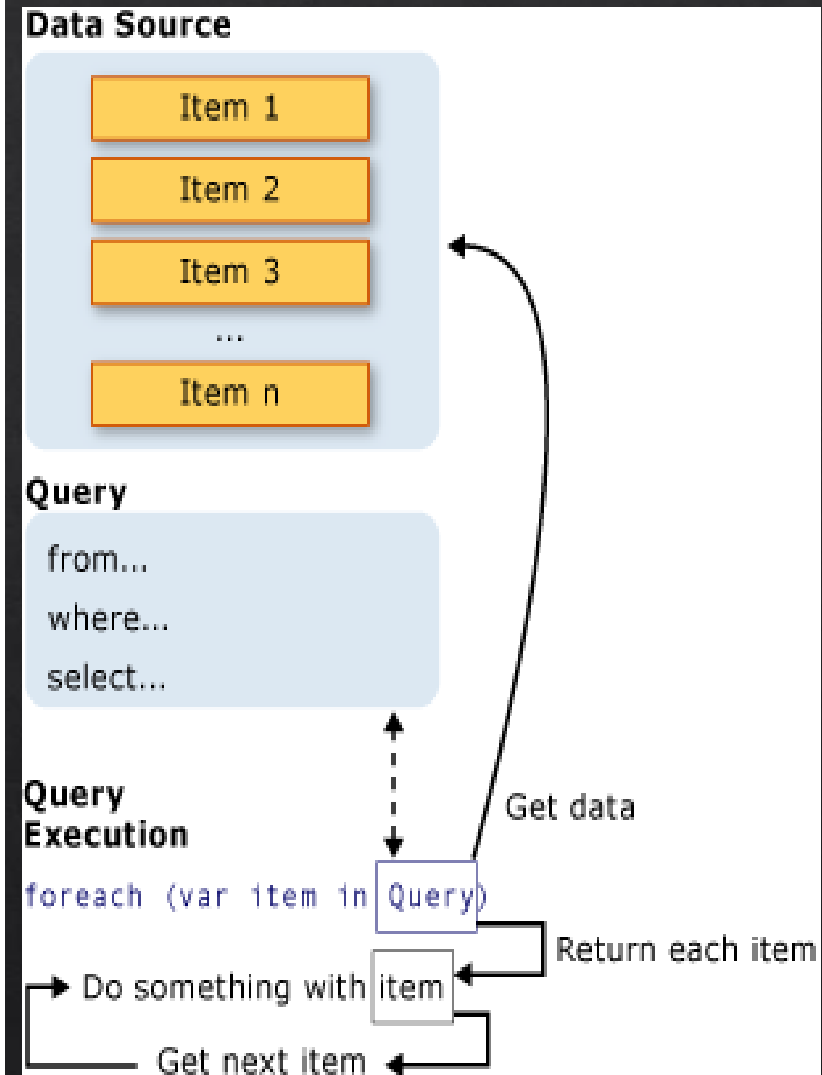 Data Source
Item 1
Item 2
Item 3
...
Item n
Query
from...
where...
select...
Query
Execution
Get data
foreach (var item in Query)
Return each item
Do something with item
Get next item